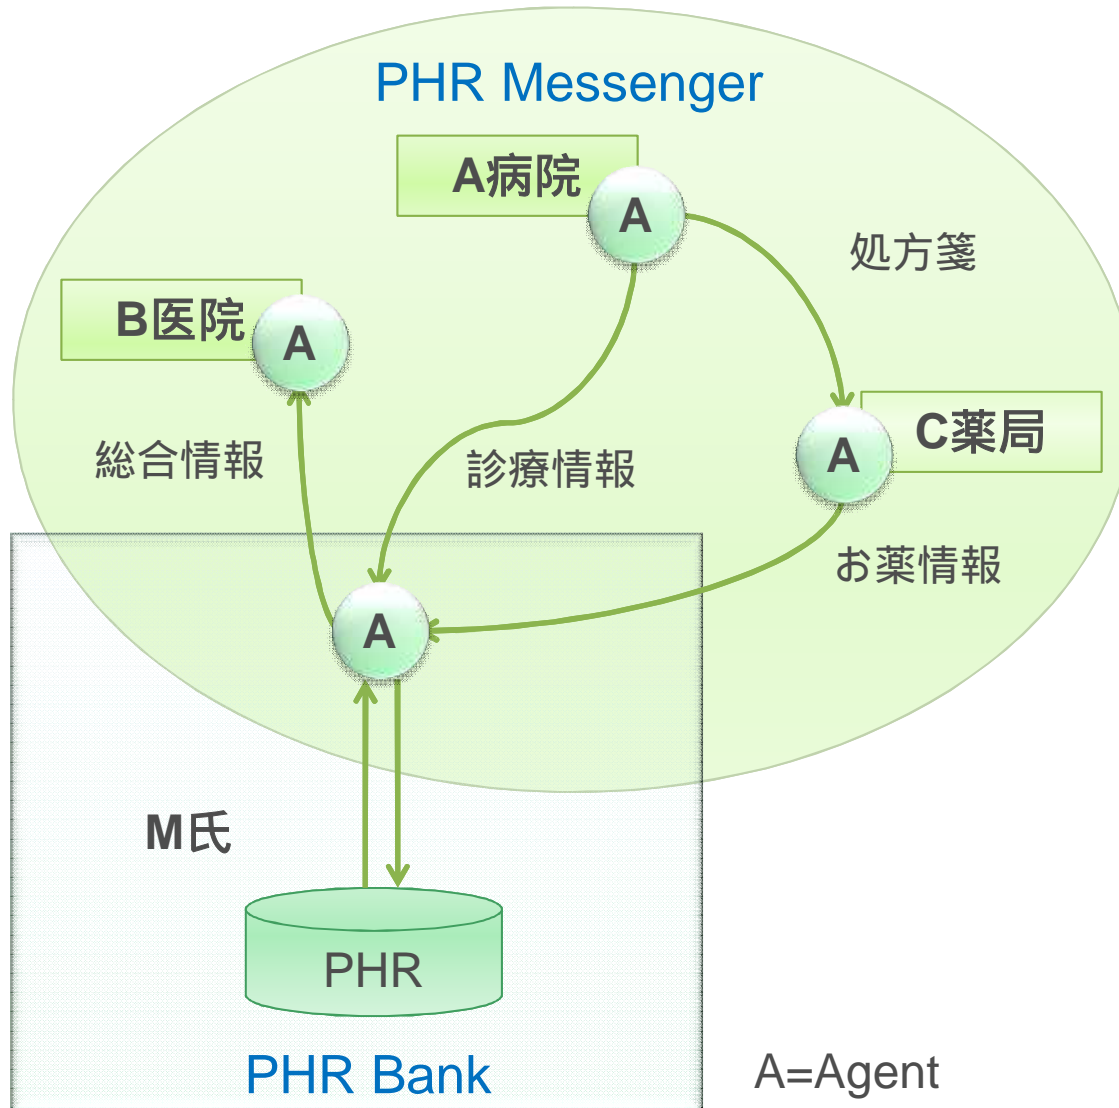 PHR Messenger
A病院
A
処方箋
B医院
A
C薬局
A
総合情報
診療情報
お薬情報
A
M氏
PHR
PHR Bank
A=Agent